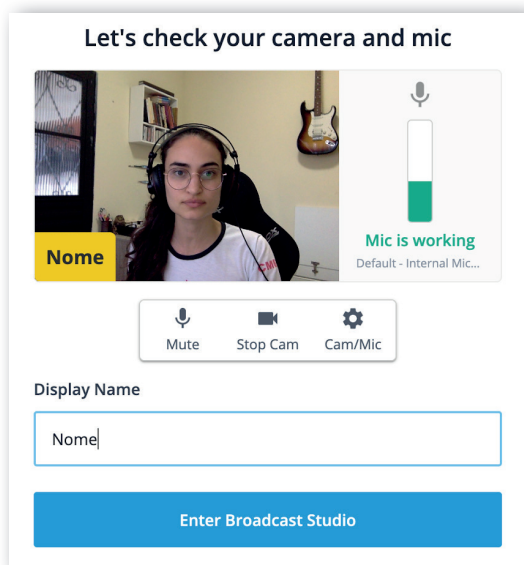 Let's check your camera and mic
Nome
Mic is working
Default - Internal Mic...
Mute
Stop Cam
Cam/Mic
Display Name
Nome
Enter Broadcast Studio